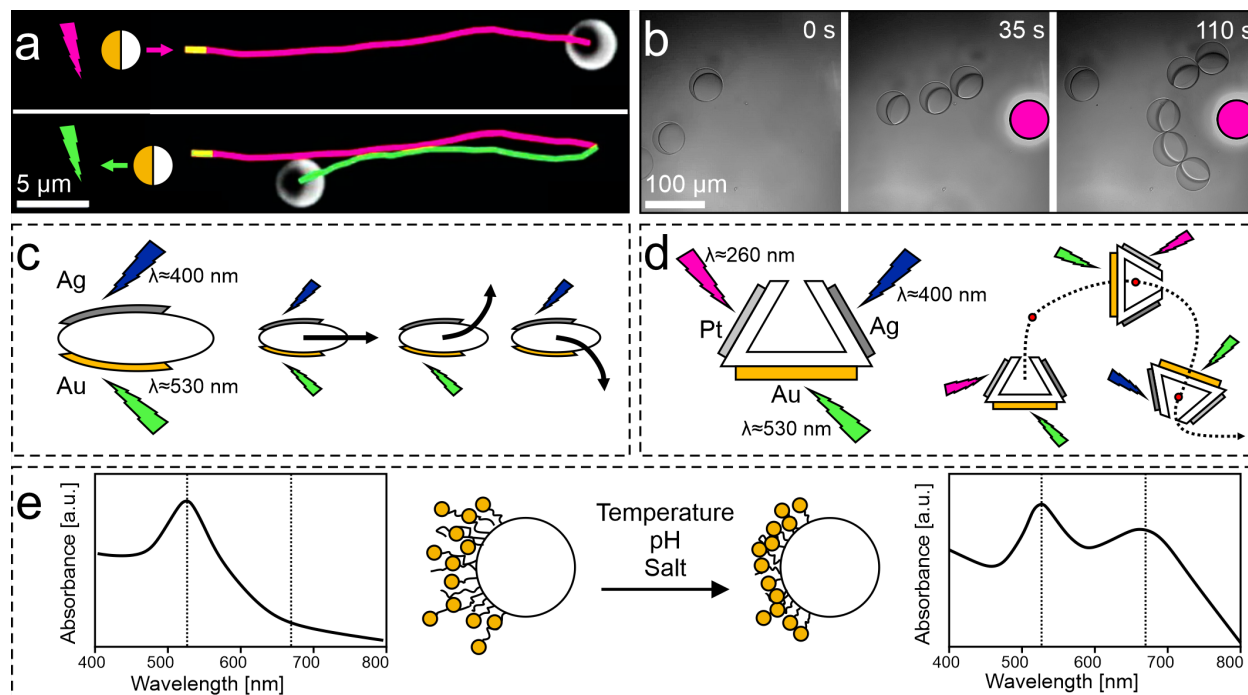 a
5 μm
b
0 s
35 s
110 s
100 μm
c
Ag
λ≈400 nm
Au
λ≈530 nm
d
λ≈260 nm
λ≈400 nm
Pt
Ag
Au
λ≈530 nm
e
Absorbance [a.u.]
400 500 600 700 800
Wavelength [nm]
Temperature
pH
Salt
Absorbance [a.u.]
400 500 600 700 800
Wavelength [nm]